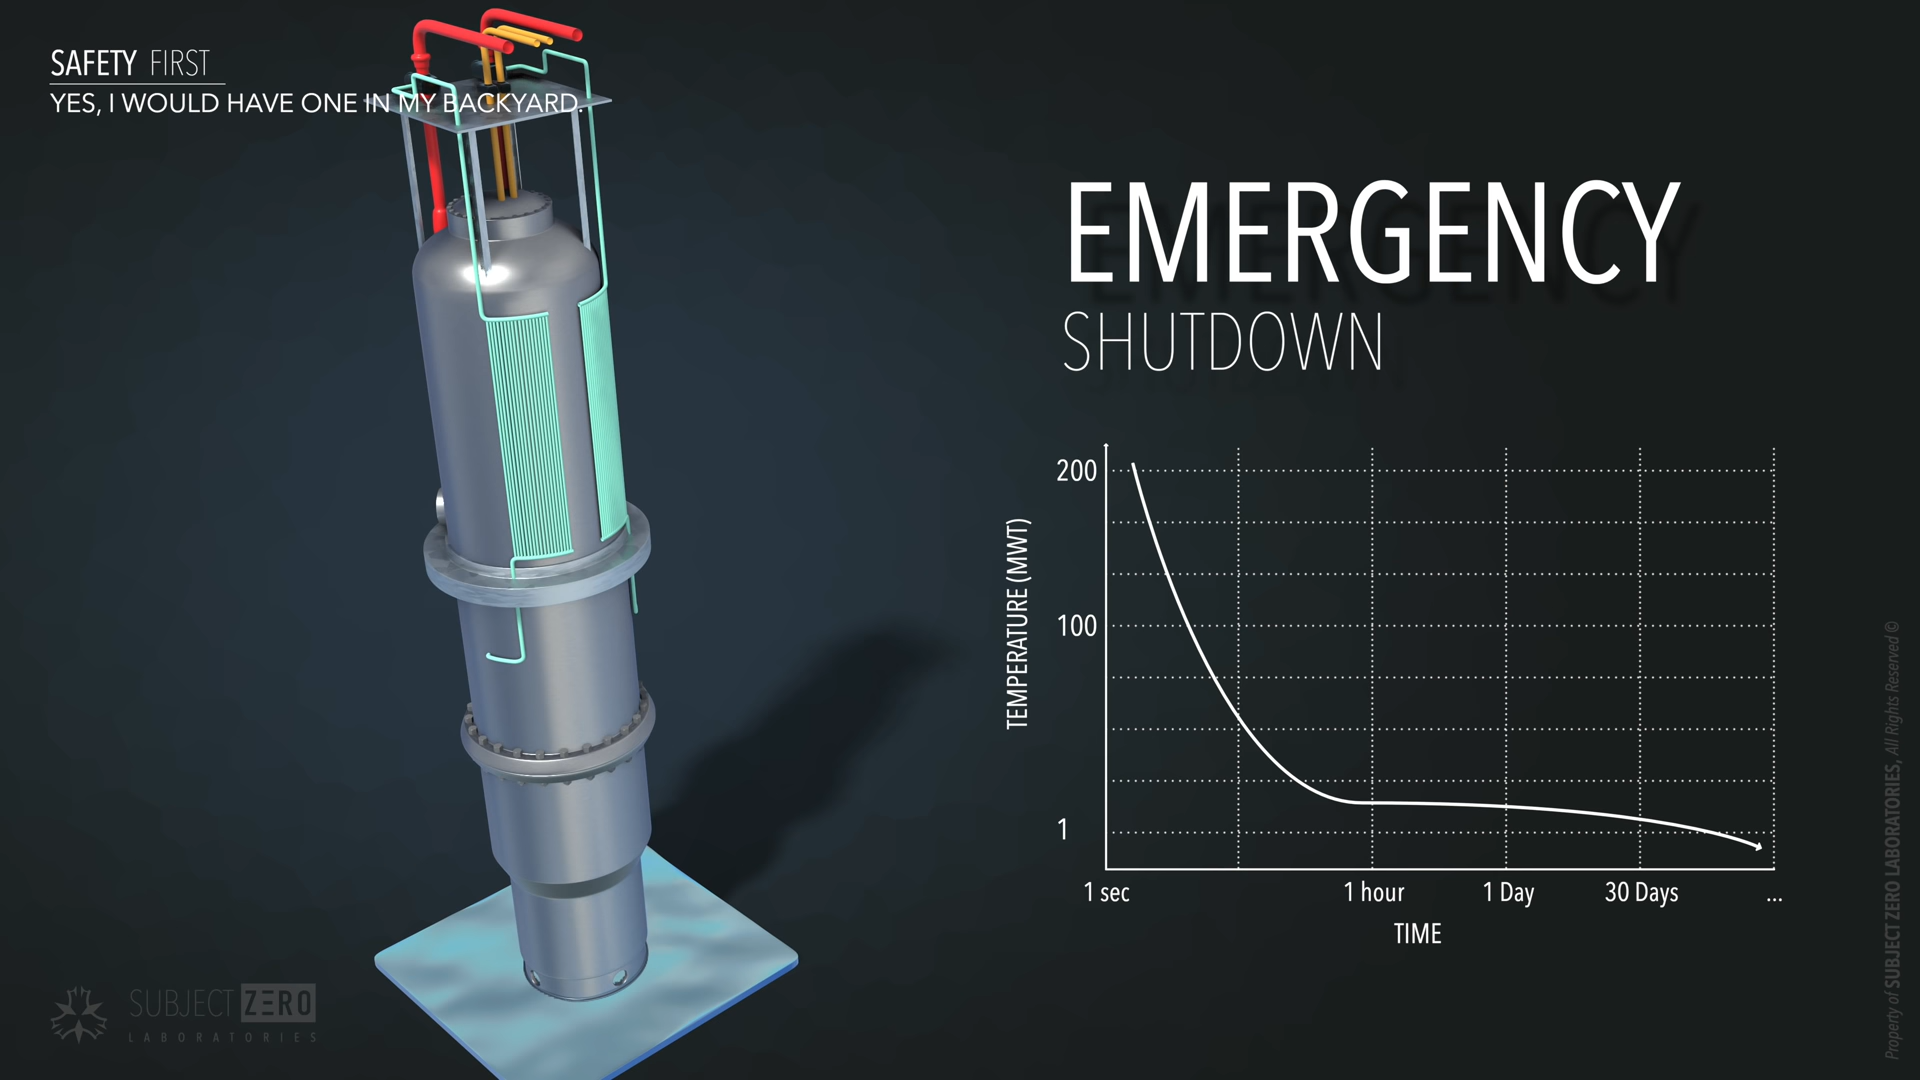 SAFETY FIRST
YES, I WOULD HAVE ONE IN MY BACKYARD.
EMERGENCY
SHUTDOWN
TEMPERATURE (MWT)
200
100
1
1 sec
1 hour
1 Day
30 Days
...
TIME
SUBJECT ZERO
LABORATORIES
Property of SUBJECT ZERO LABORATORIES, All Rights Reserved ©